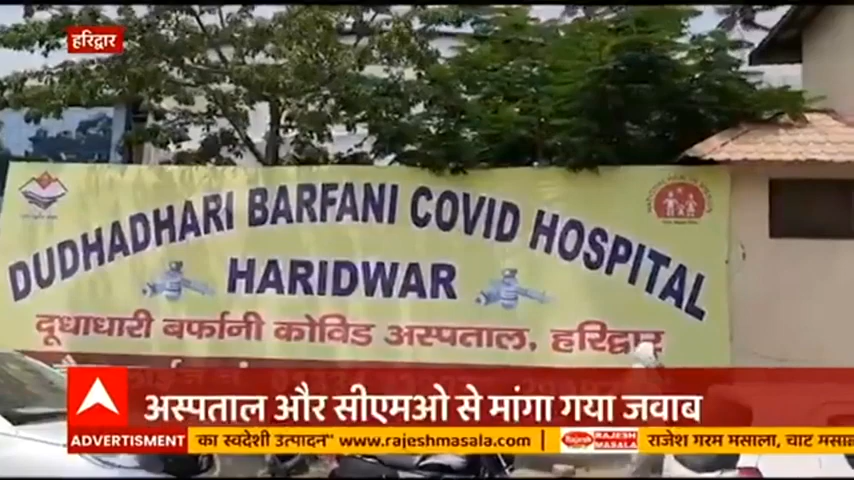 हरिद्वार
DUDHADHARI BARFANI COVID HOSPITAL
HARIDWAR
दूधाधारी बर्फानी कोविड अस्पताल, हरिद्वार
अस्पताल और सीएमओ से मांगा गया जवाब
ADVERTISMENT
का स्वदेशी उत्पादन" www.rajeshmasala.com
Rajesh
RAJESH MASALA
राजेश गरम मसाला, चाट मसाल